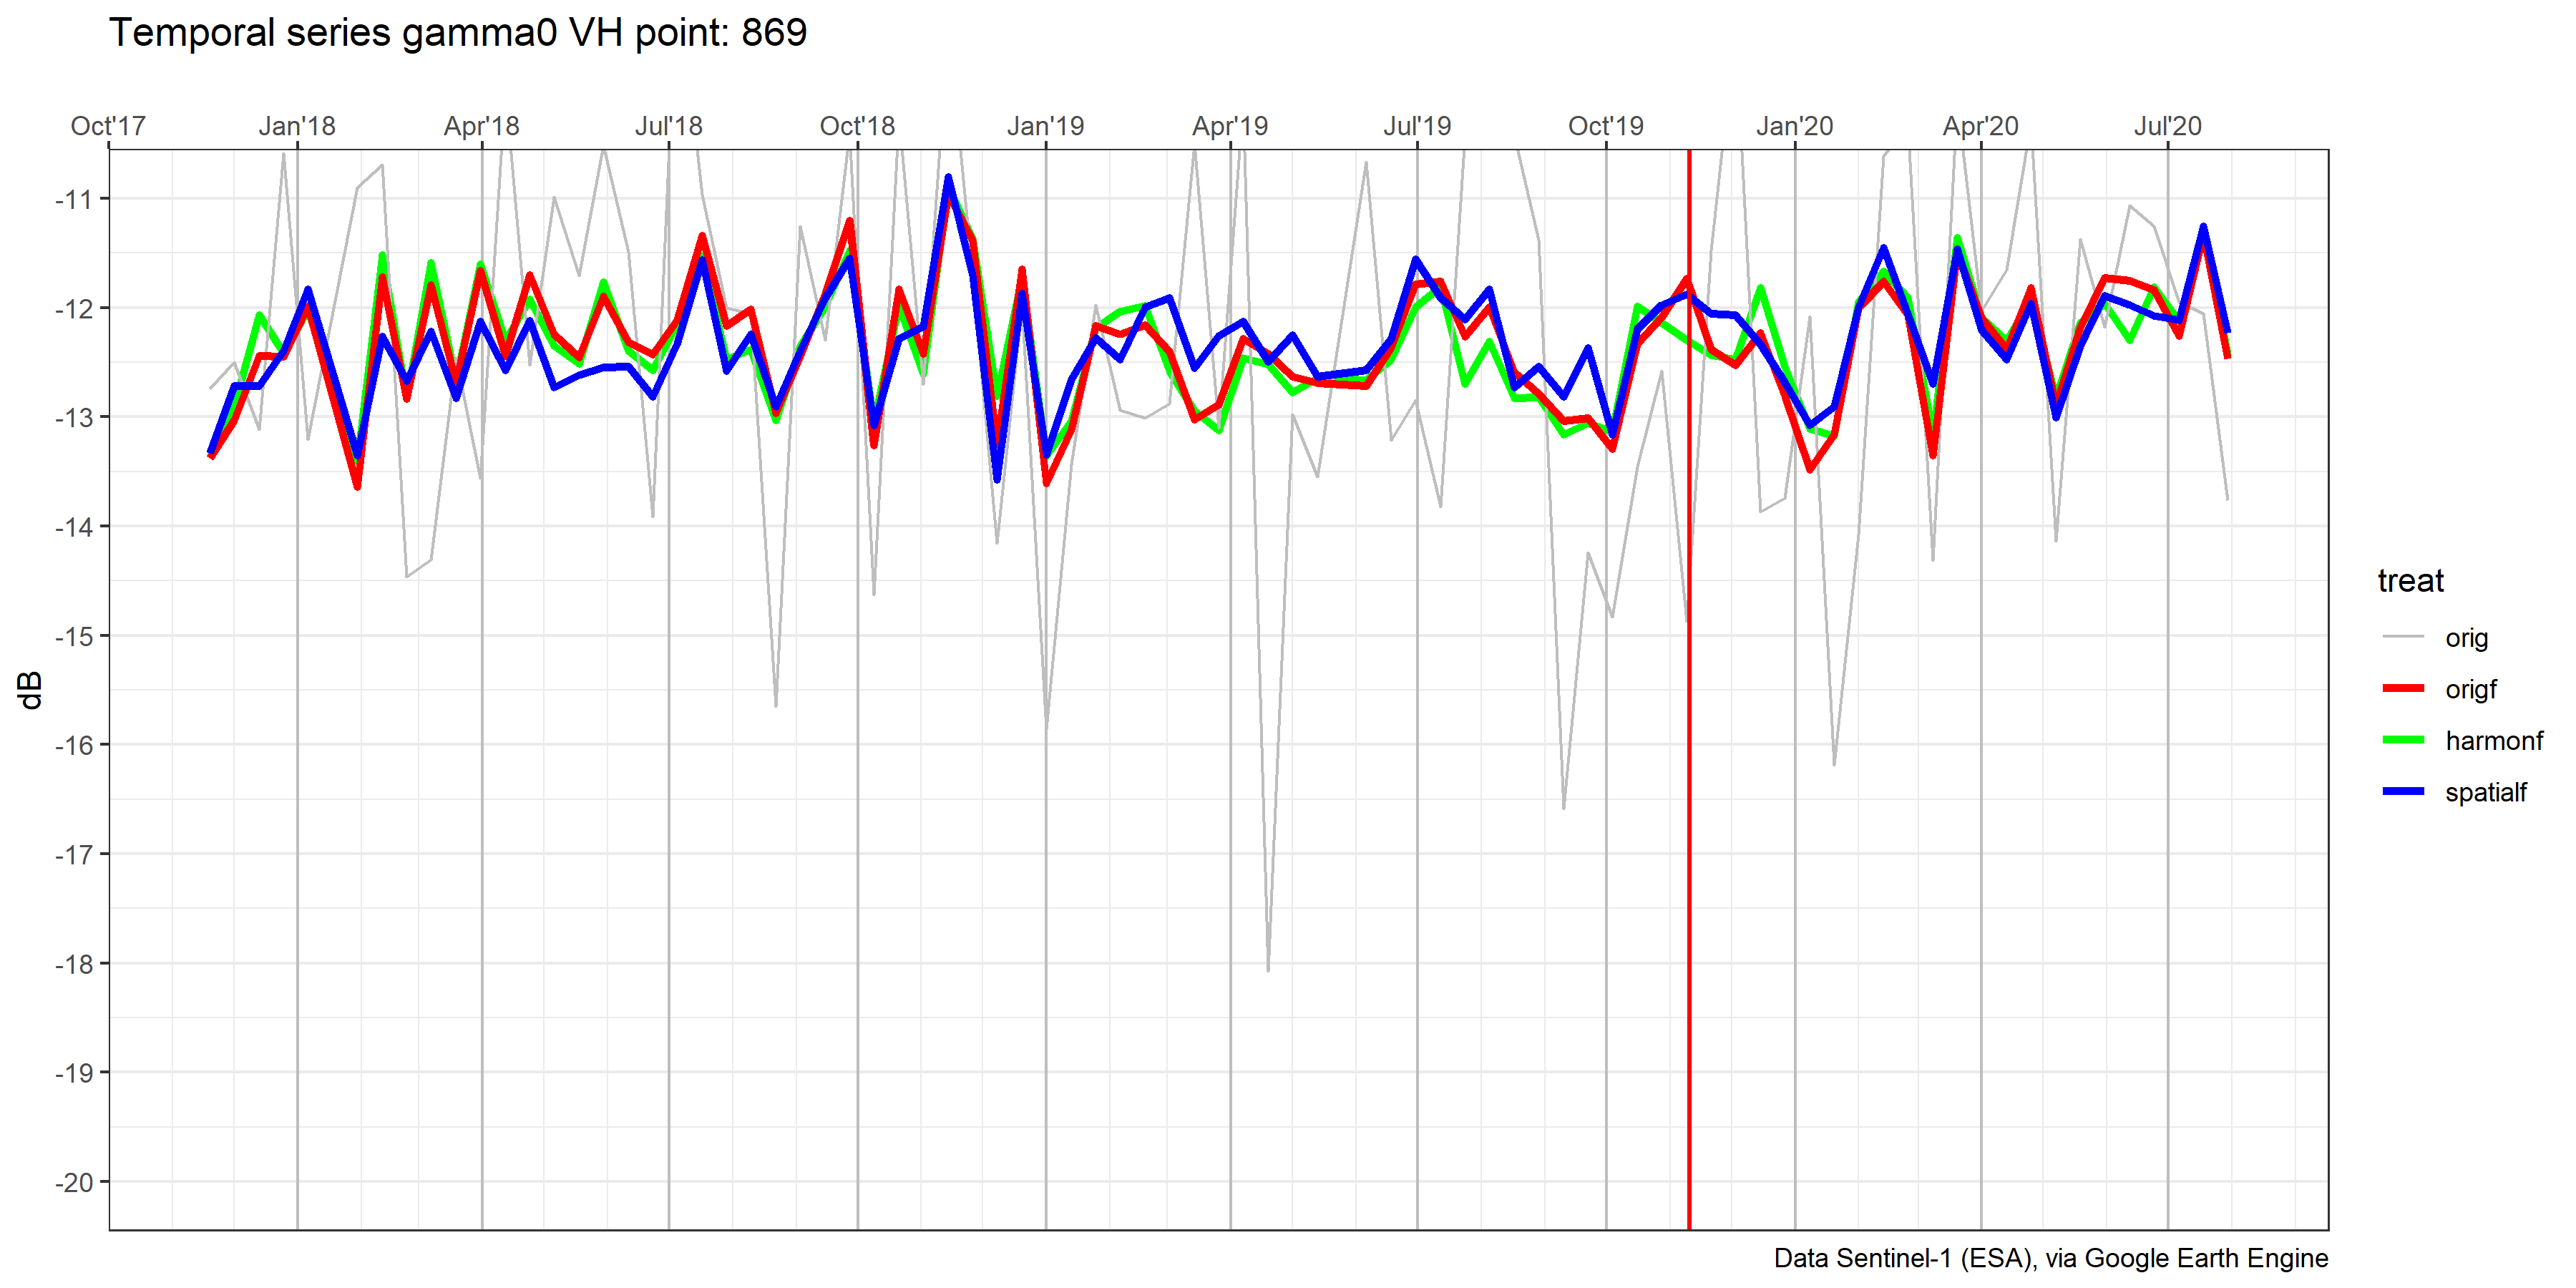 Temporal series gamma0 VH point: 869
Oct'17 Jan'18 Apr'18 Jul'18 Oct'18 Jan'19 Apr'19 Jul'19 Oct'19 Jan'20 Apr'20 Jul'20
-11
-12
-13
-14
-15
-16
-17
-18
-19
-20
dB
treat
orig
origf
harmonf
spatialf
Data Sentinel-1 (ESA), via Google Earth Engine